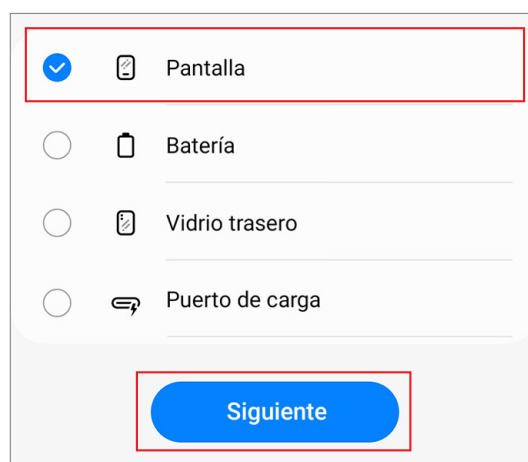 Pantalla
Batería
Vidrio trasero
Puerto de carga
Siguiente